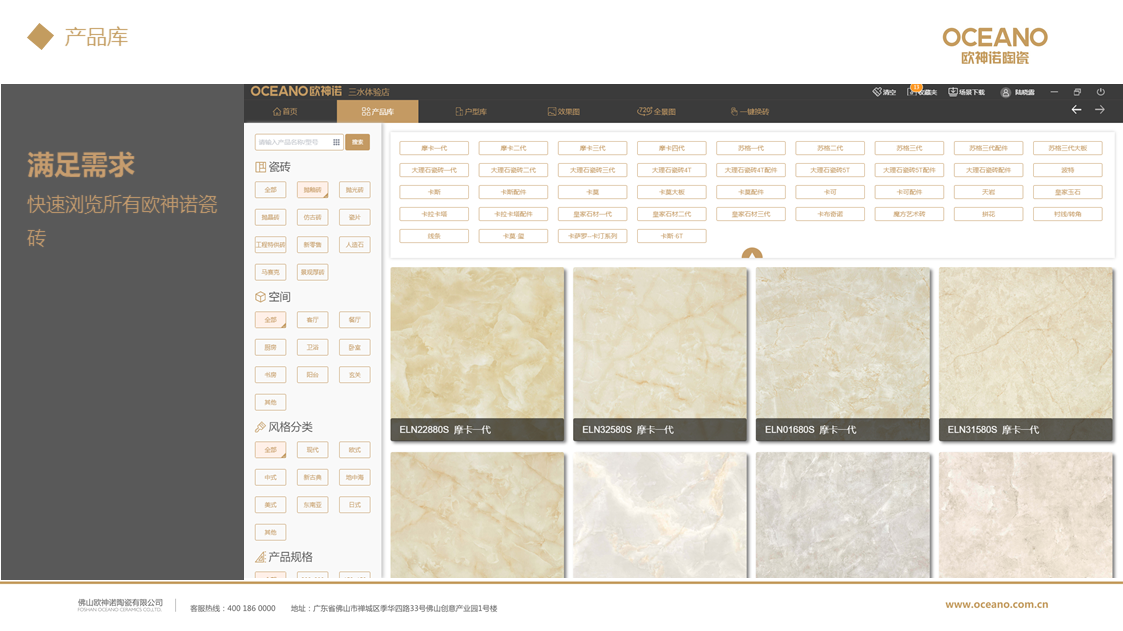 产品库
OCEANO
欧神诺陶瓷
满足需求
快速浏览所有欧神诺瓷
砖
OCEANO欧神诺 三水体验店
清空 11 收藏夹 场景下载 陆晓露
首页 产品库 户型库 效果图 720° 全景图 一键换砖
请输入产品名称/型号 搜索
瓷砖
全部 抛釉砖 抛光砖
抛晶砖 仿古砖 瓷片
工程特供砖 新零售 人造石
马赛克 景观厚砖
空间
全部 客厅 餐厅
厨房 卫浴 卧室
书房 阳台 玄关
其他
风格分类
全部 现代 欧式
中式 新古典 地中海
美式 东南亚 日式
其他
产品规格
摩卡一代 摩卡二代 摩卡三代 摩卡四代 苏格一代 苏格二代 苏格三代 苏格三代配件 苏格三代大板
大理石瓷砖一代 大理石瓷砖二代 大理石瓷砖三代 大理石瓷砖4T 大理石瓷砖4T配件 大理石瓷砖5T 大理石瓷砖5T配件 大理石瓷砖配件 波特
卡斯 卡斯配件 卡蔓 卡蔓大板 卡蔓配件 卡可 卡可配件 天岩 皇家玉石
卡拉卡塔 卡拉卡塔配件 皇家石材一代 皇家石材二代 皇家石材三代 卡布奇诺 魔方艺术砖 拼花 衬线/转角
线条 卡萨罗–卡汀系列 卡斯·6T
ELN22880S 摩卡一代
ELN32580S 摩卡一代
ELN01680S 摩卡一代
ELN31580S 摩卡一代
佛山欧神诺陶瓷有限公司
FOSHAN OCEANO CERAMICS CO.,LTD.
客服热线：400 186 0000 地址：广东省佛山市禅城区季华四路33号佛山创意产业园1号楼
www.oceano.com.cn